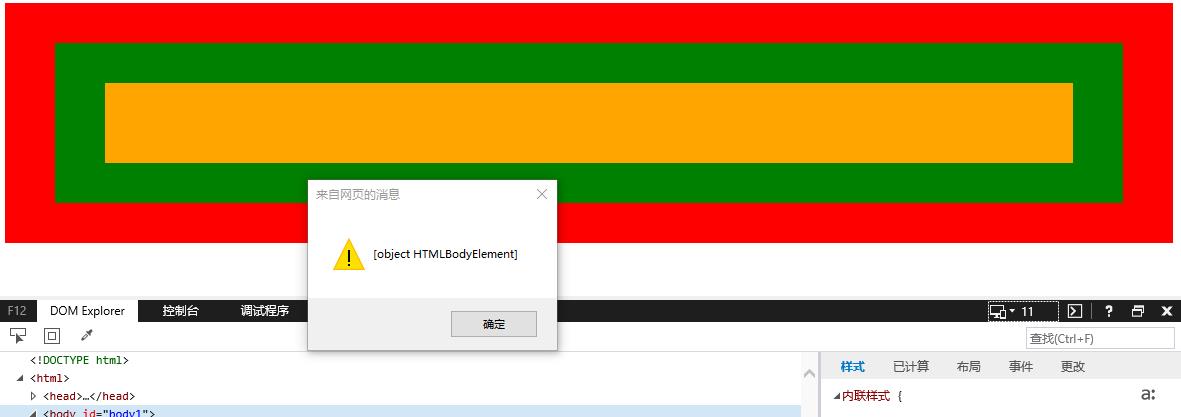 来自网页的消息
[object HTMLBodyElement]
确定
F12 DOM Explorer 控制台 调试程序 11 ?
查找(Ctrl+F)
<!DOCTYPE html>
<html>
<head>…</head>
<body id="body1">
样式 已计算 布局 事件 更改
内联样式 { a: